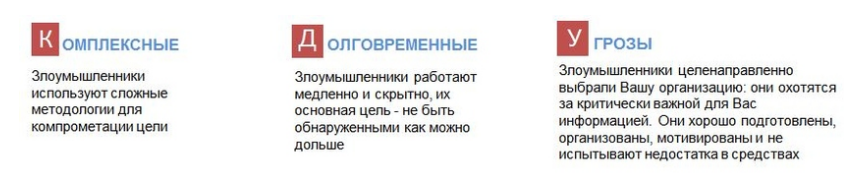 КОМПЛЕКСНЫЕ
Злоумышленники
используют сложные
методологии для
компрометации цели
ДОЛГОВРЕМЕННЫЕ
Злоумышленники работают
медленно и скрытно, их
основная цель - не быть
обнаруженными как можно
дольше
УГРОЗЫ
Злоумышленники целенаправленно
выбрали Вашу организацию: они охотятся
за критически важной для Вас
информацией. Они хорошо подготовлены,
организованы, мотивированы и не
испытывают недостатка в средствах